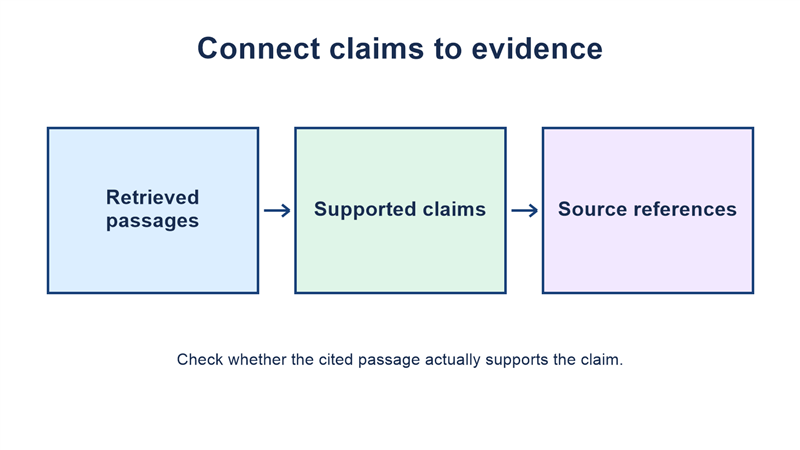 Connect claims to evidence
Retrieved
passages
Supported claims
Source references
Check whether the cited passage actually supports the claim.